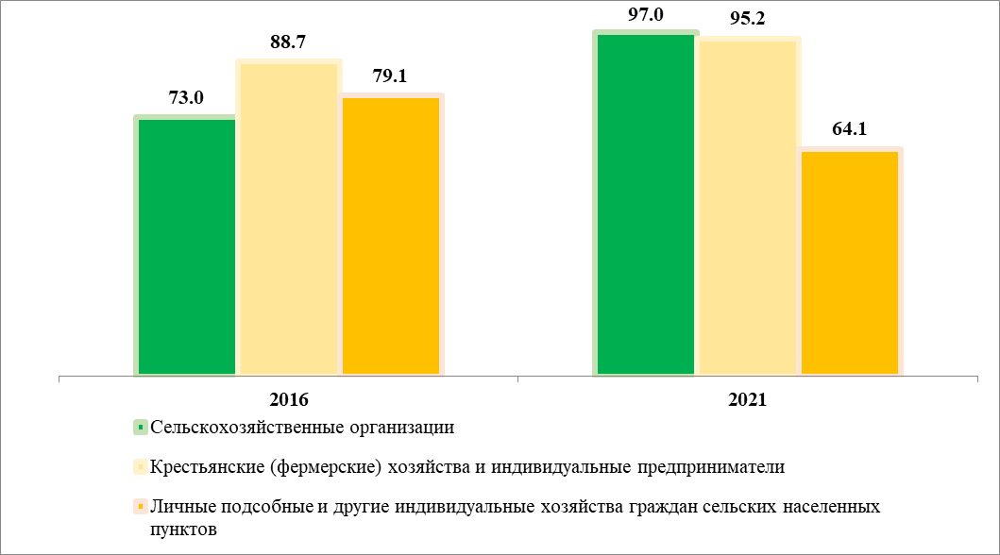 97.0
95.2
88.7
79.1
73.0
64.1
2016
2021
Сельскохозяйственные организации
Крестьянские (фермерские) хозяйства и индивидуальные предприниматели
Личные подсобные и другие индивидуальные хозяйства граждан сельских населенных
пунктов